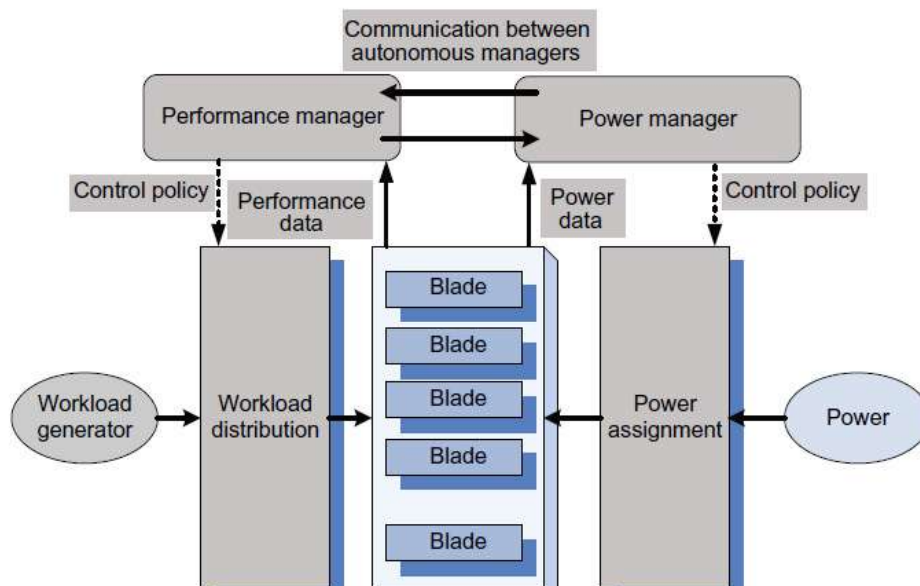 Communication between
autonomous managers
Performance manager
Power manager
Control policy
Performance
data
Power
data
Control policy
Blade
Blade
Blade
Blade
Blade
Workload
generator
Workload
distribution
Power
assignment
Power